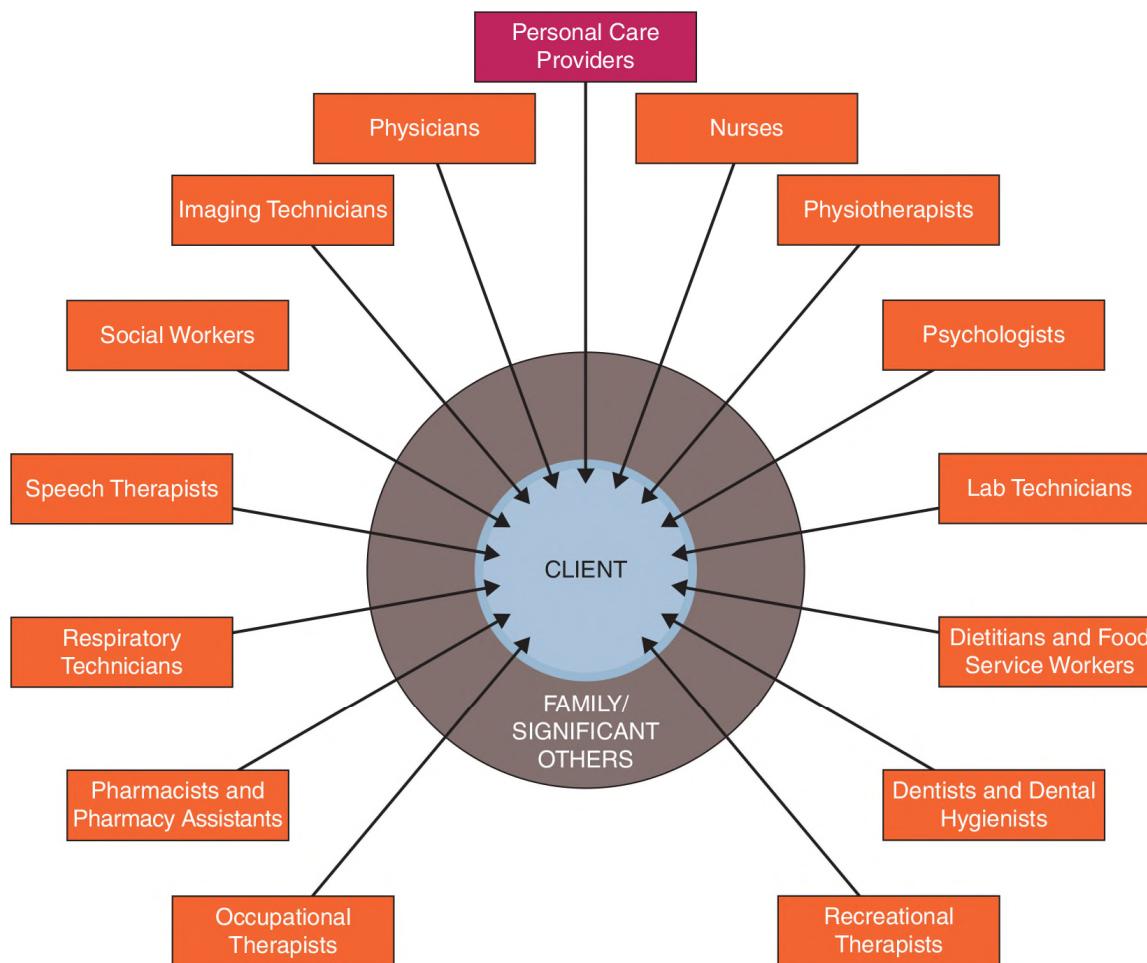 Personal Care
Providers
Physicians
Nurses
Imaging Technicians
Physiotherapists
Social Workers
Psychologists
Speech Therapists
Lab Technicians
CLIENT
Respiratory
Technicians
Dietitians and Food
Service Workers
FAMILY/
SIGNIFICANT
OTHERS
Pharmacists and
Pharmacy Assistants
Dentists and Dental
Hygienists
Occupational
Therapists
Recreational
Therapists